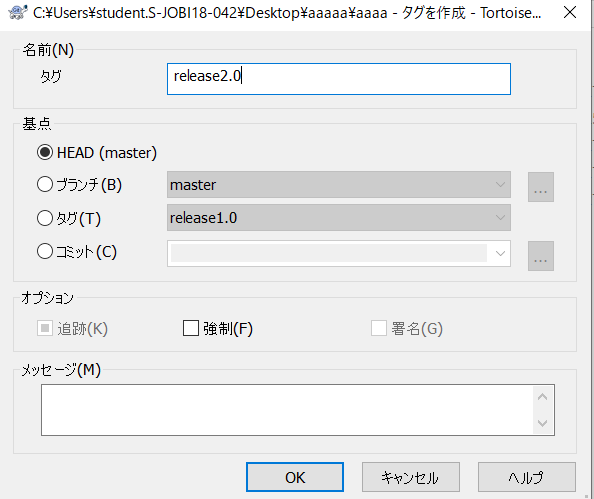 C:¥Users¥student.S-JOBI18-042¥Desktop¥aaaaa¥aaaa - タグを作成 - Tortoise...
名前(N)
タグ
release2.0
基点
HEAD (master)
ブランチ(B)
master
...
タグ(T)
release1.0
コミット(C)
...
オプション
追跡(K)
強制(F)
署名(G)
メッセージ(M)
OK
キャンセル
ヘルプ